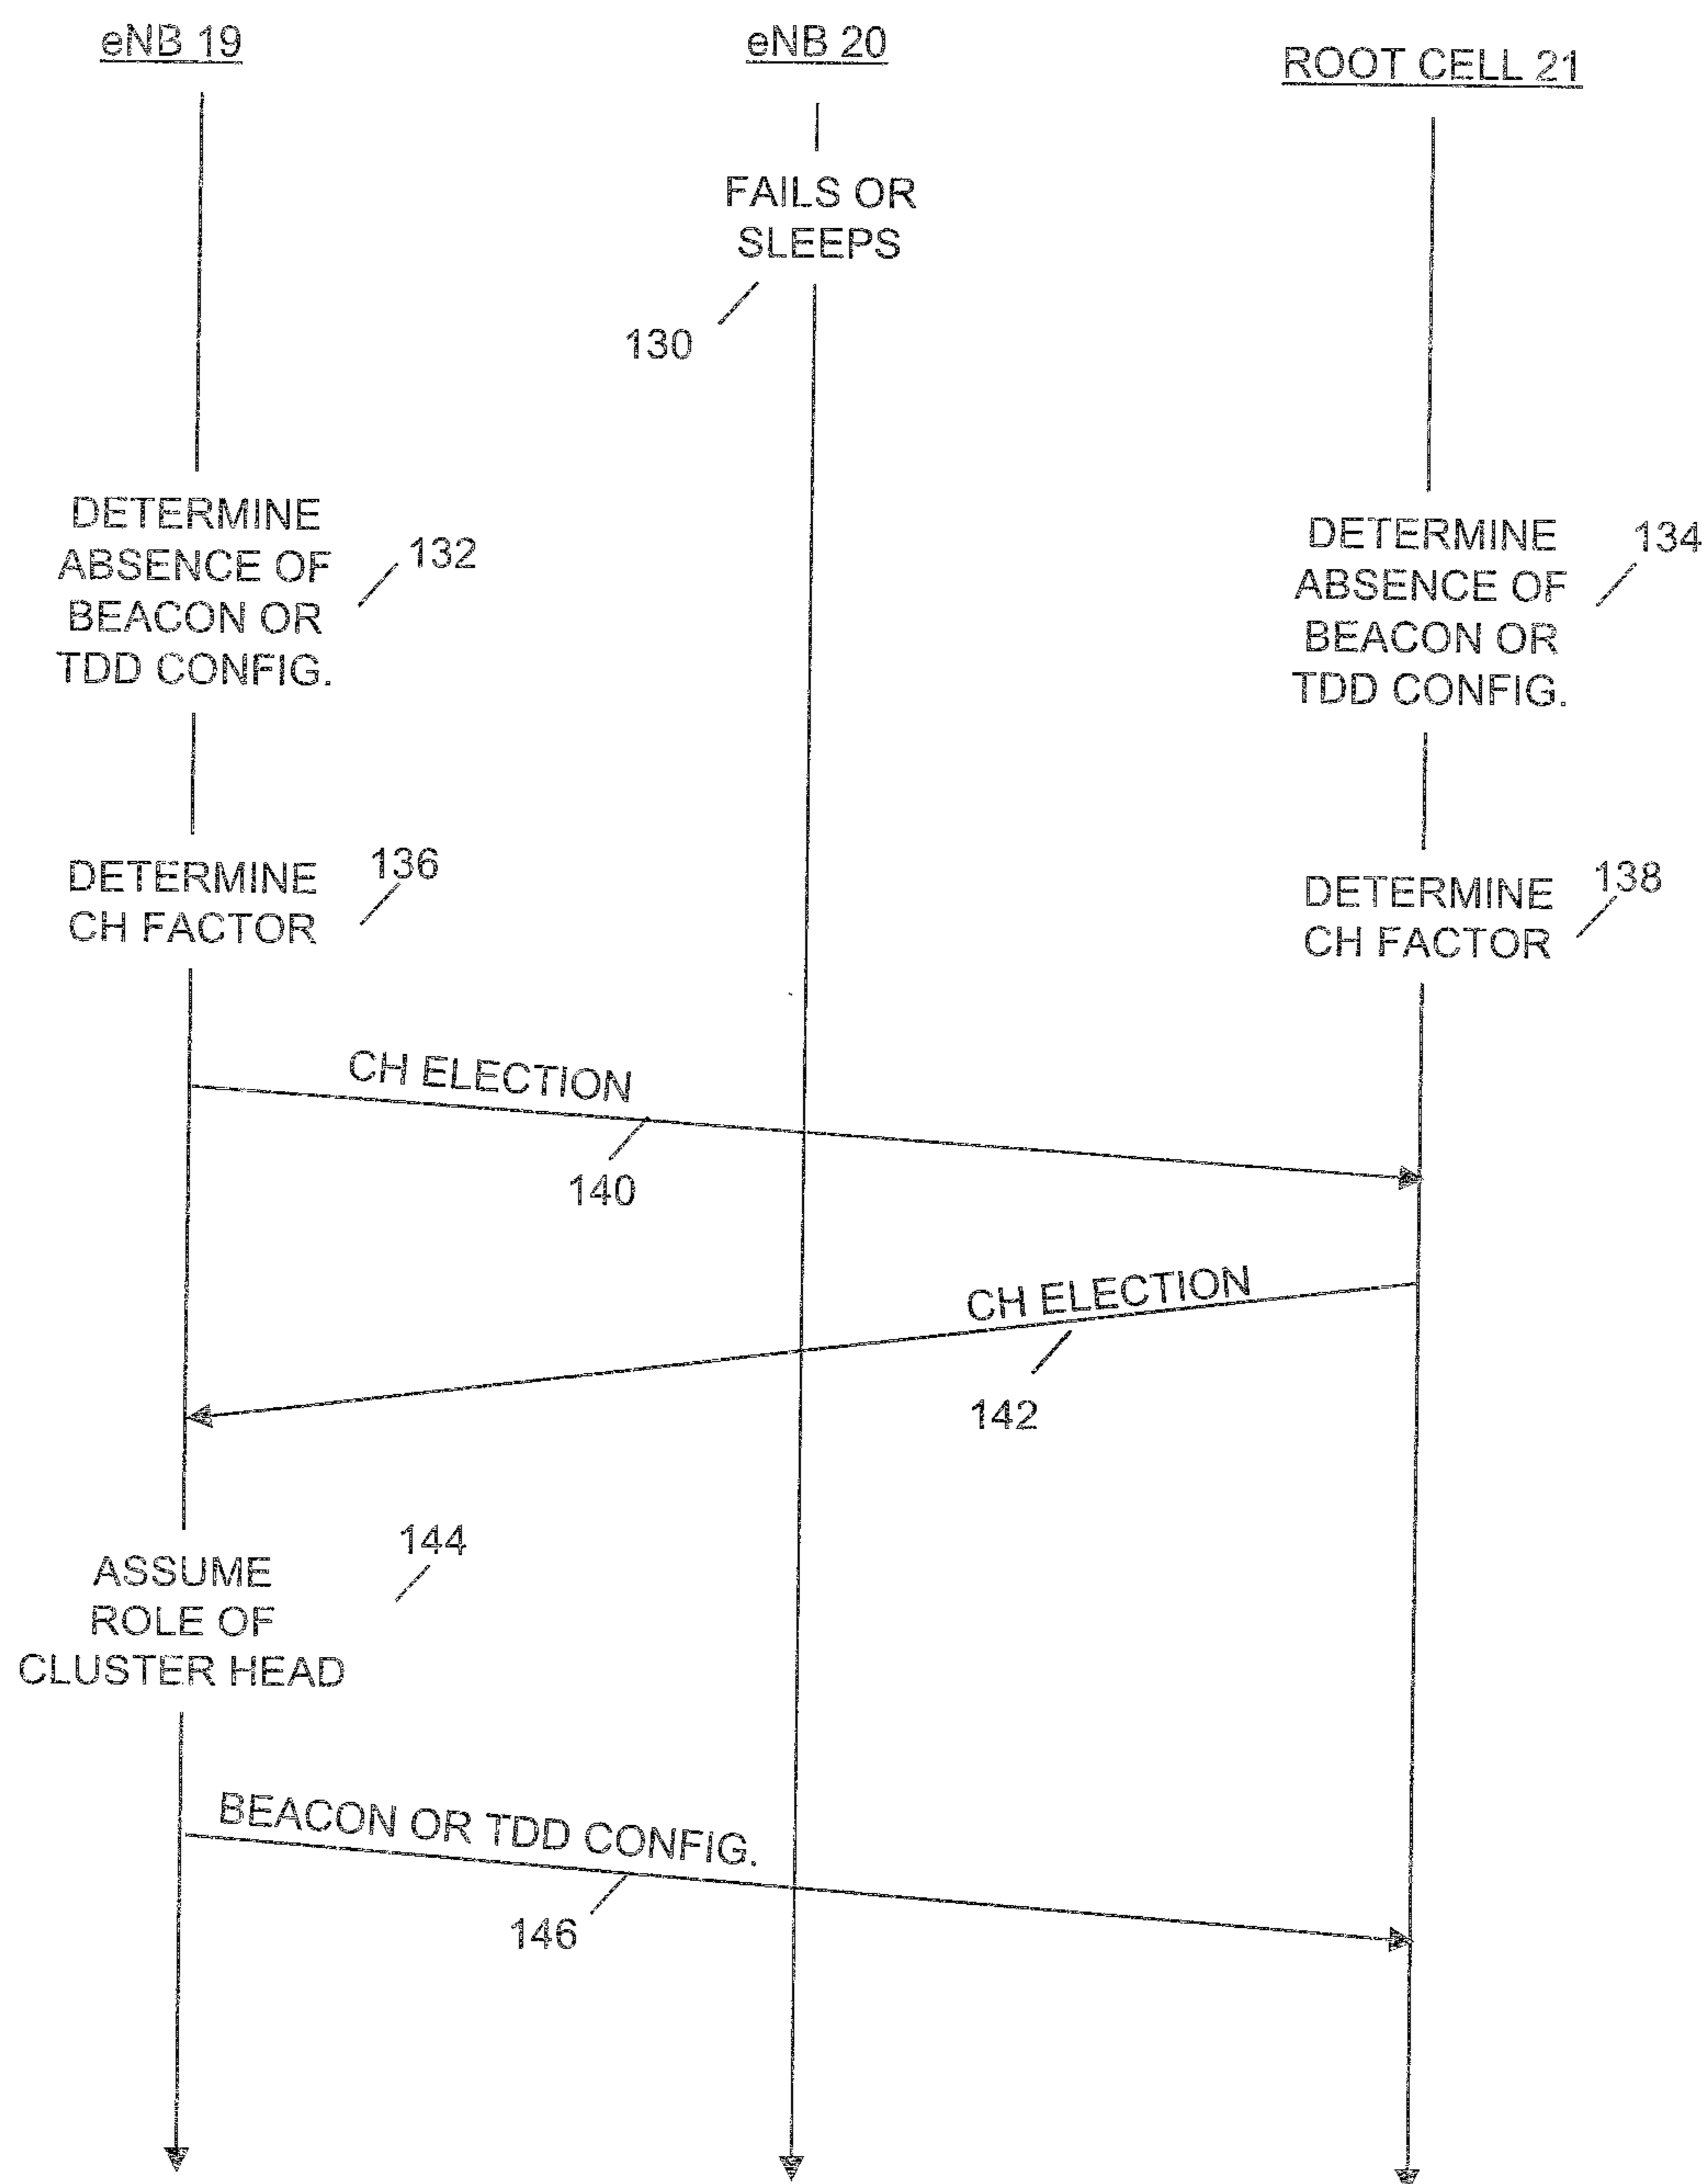 eNB 19
eNB 20
ROOT CELL 21
FAILS OR
SLEEPS
130
DETERMINE
ABSENCE OF
BEACON OR
TDD CONFIG.
132
DETERMINE
ABSENCE OF
BEACON OR
TDD CONFIG.
134
DETERMINE
CH FACTOR
136
DETERMINE
CH FACTOR
138
CH ELECTION
140
CH ELECTION
142
ASSUME
ROLE OF
CLUSTER HEAD
144
BEACON OR TDD CONFIG.
146